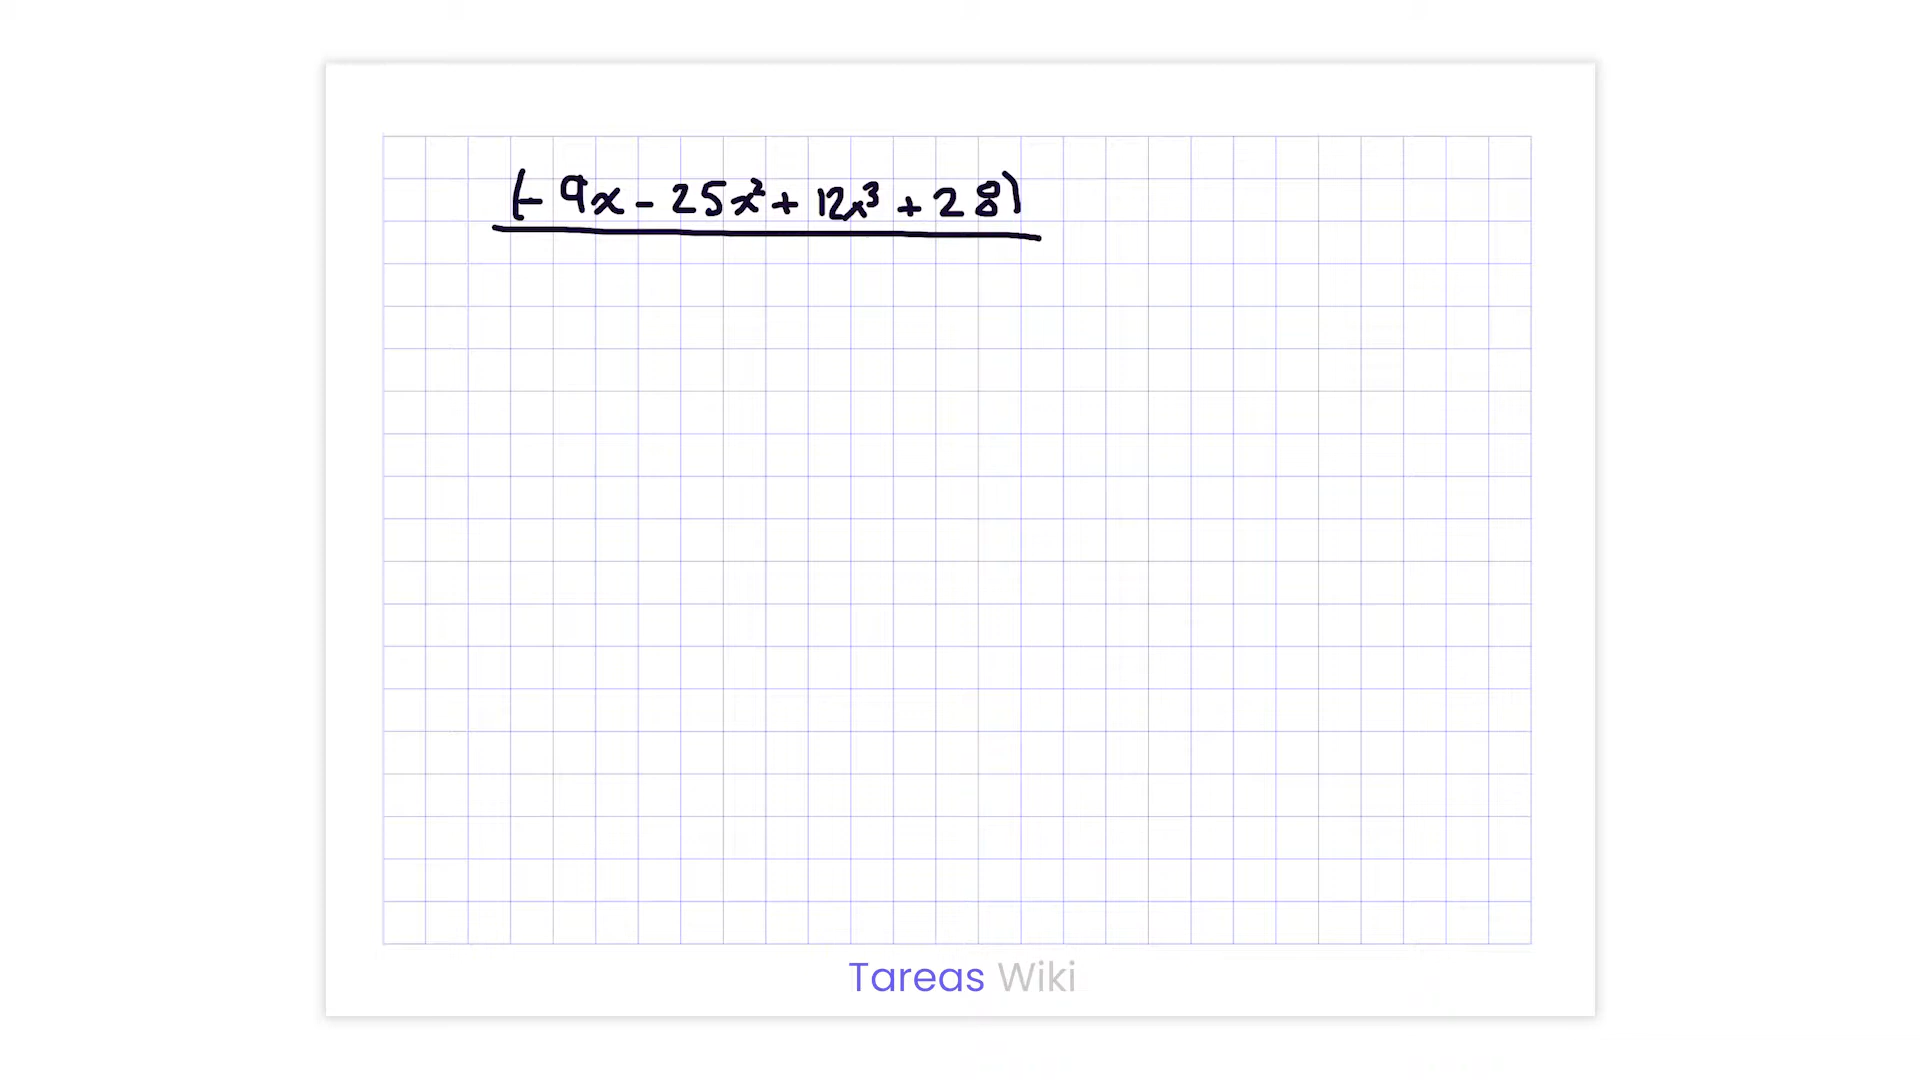 (- 9x - 25x² + 12x³ + 28)
Tareas Wiki